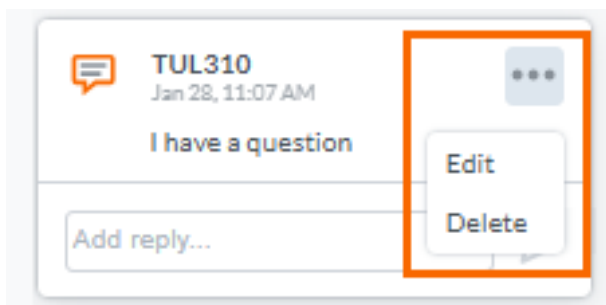 TUL310
Jan 28, 11:07 AM
I have a question
Edit
Delete
Add reply...